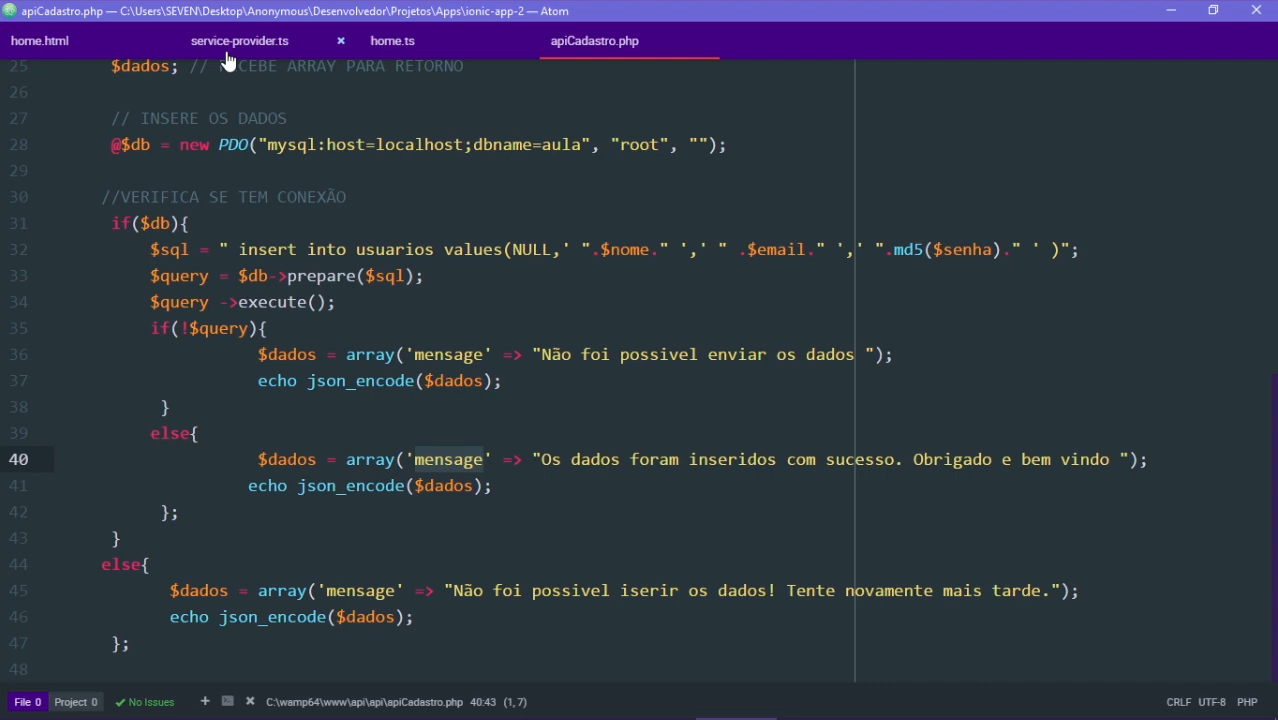 apiCadastro.php — C:\Users\SEVEN\Desktop\Anonymous\Desenvolvedor\Projetos\Apps\ionic-app-2 — Atom
home.html service-provider.ts × home.ts apiCadastro.php
25 $dados; // RECEBE ARRAY PARA RETORNO
26
27 // INSERE OS DADOS
28 @$db = new PDO("mysql:host=localhost;dbname=aula", "root", "");
29
30 //VERIFICA SE TEM CONEXÃO
31 if($db){
32 $sql = " insert into usuarios values(NULL,' ".$nome." ',' " .$email." ',' ".md5($senha)." ' )";
33 $query = $db->prepare($sql);
34 $query ->execute();
35 if(!$query){
36 $dados = array('mensage' => "Não foi possivel enviar os dados ");
37 echo json_encode($dados);
38 }
39 else{
40 $dados = array('mensage' => "Os dados foram inseridos com sucesso. Obrigado e bem vindo ");
41 echo json_encode($dados);
42 };
43 }
44 else{
45 $dados = array('mensage' => "Não foi possivel iserir os dados! Tente novamente mais tarde.");
46 echo json_encode($dados);
47 };
48
File 0 Project 0 No Issues + × C:\wamp64\www\api\api\apiCadastro.php 40:43 (1, 7) CRLF UTF-8 PHP